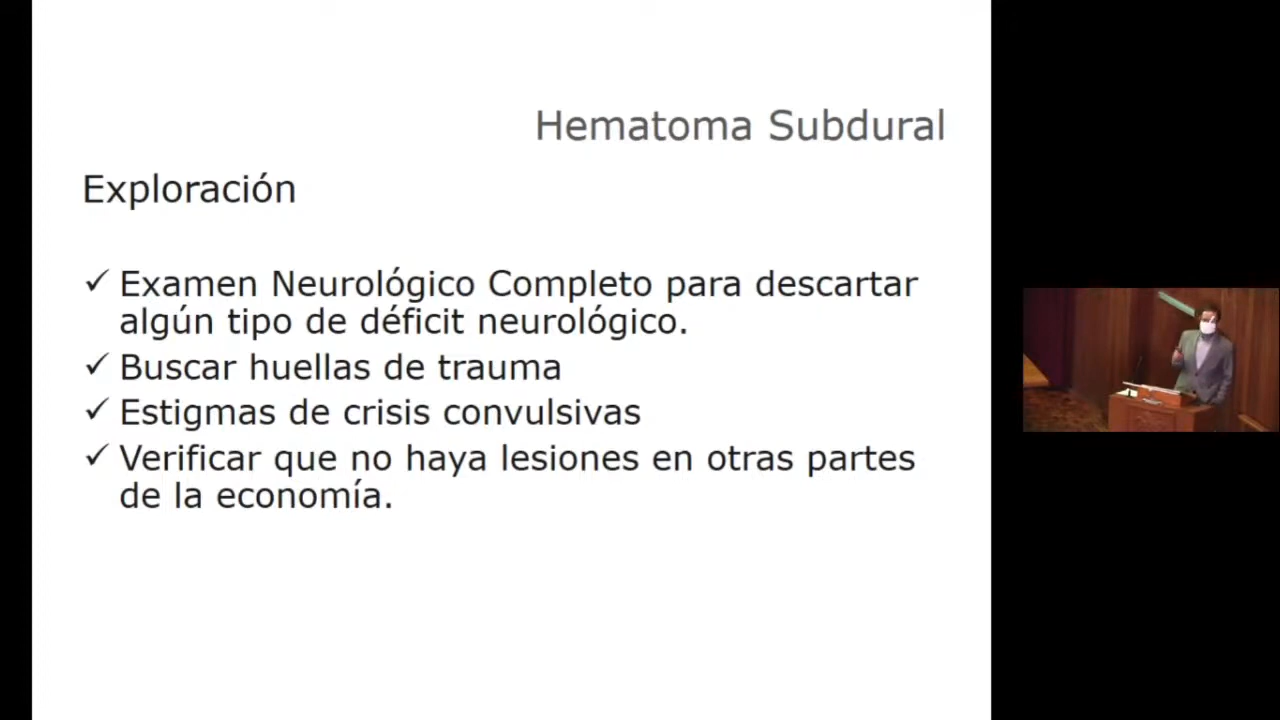 Hematoma Subdural
Exploración
✓ Examen Neurológico Completo para descartar
algún tipo de déficit neurológico.
✓ Buscar huellas de trauma
✓ Estigmas de crisis convulsivas
✓ Verificar que no haya lesiones en otras partes
de la economía.